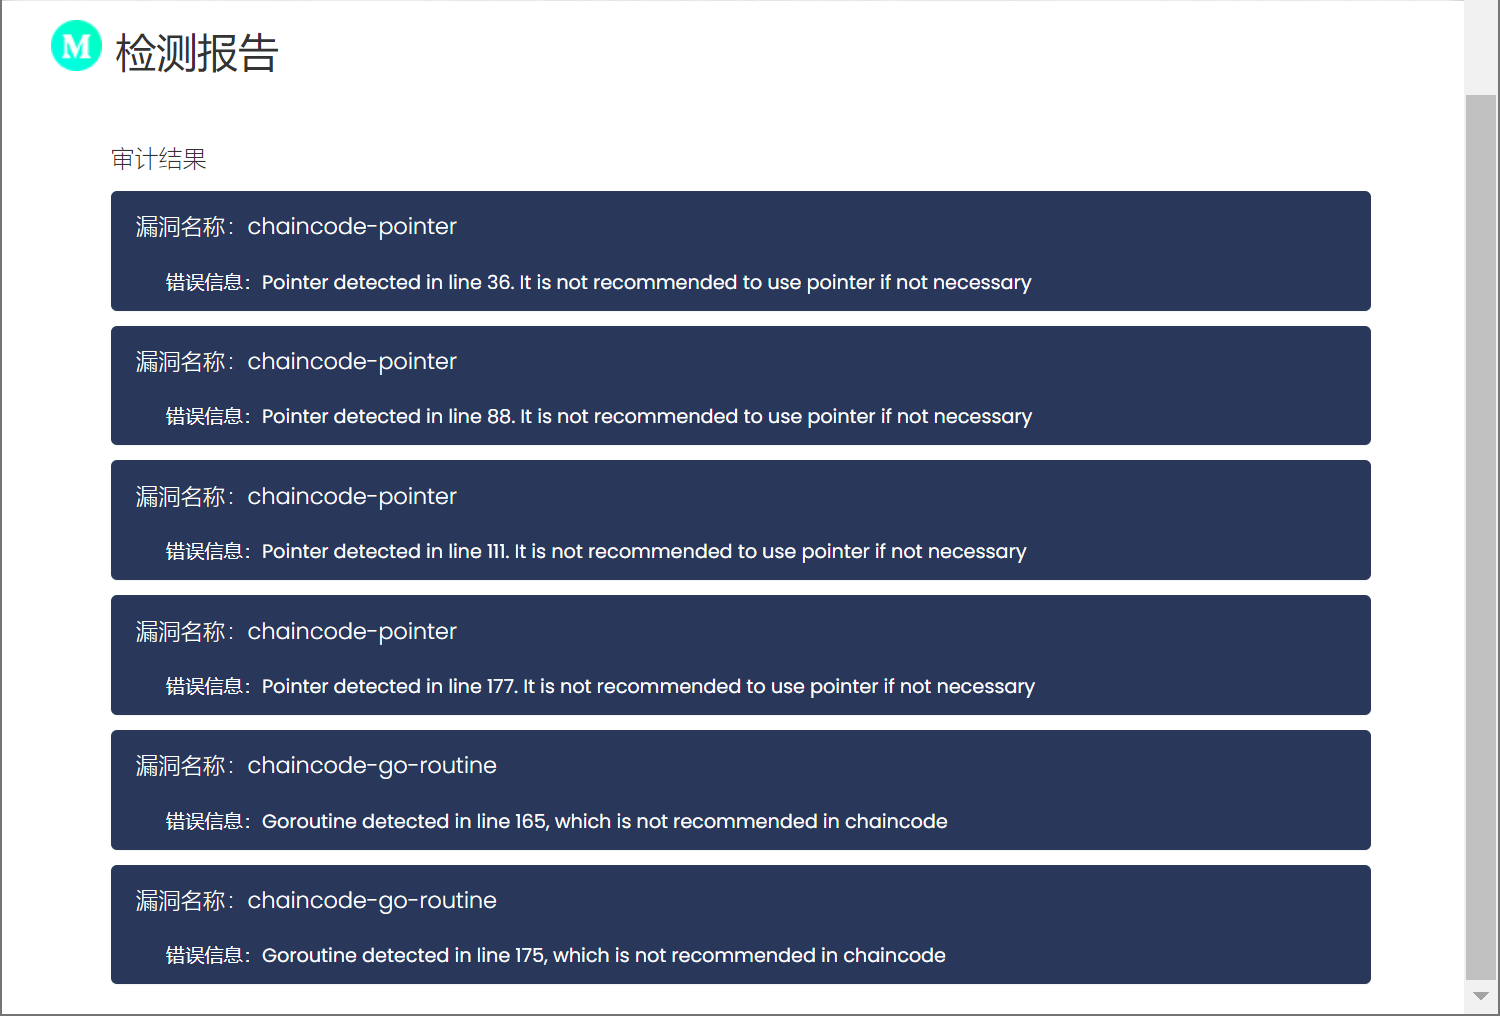 M 检测报告
审计结果
漏洞名称：chaincode-pointer
错误信息：Pointer detected in line 36. It is not recommended to use pointer if not necessary
漏洞名称：chaincode-pointer
错误信息：Pointer detected in line 88. It is not recommended to use pointer if not necessary
漏洞名称：chaincode-pointer
错误信息：Pointer detected in line 111. It is not recommended to use pointer if not necessary
漏洞名称：chaincode-pointer
错误信息：Pointer detected in line 177. It is not recommended to use pointer if not necessary
漏洞名称：chaincode-go-routine
错误信息：Goroutine detected in line 165, which is not recommended in chaincode
漏洞名称：chaincode-go-routine
错误信息：Goroutine detected in line 175, which is not recommended in chaincode